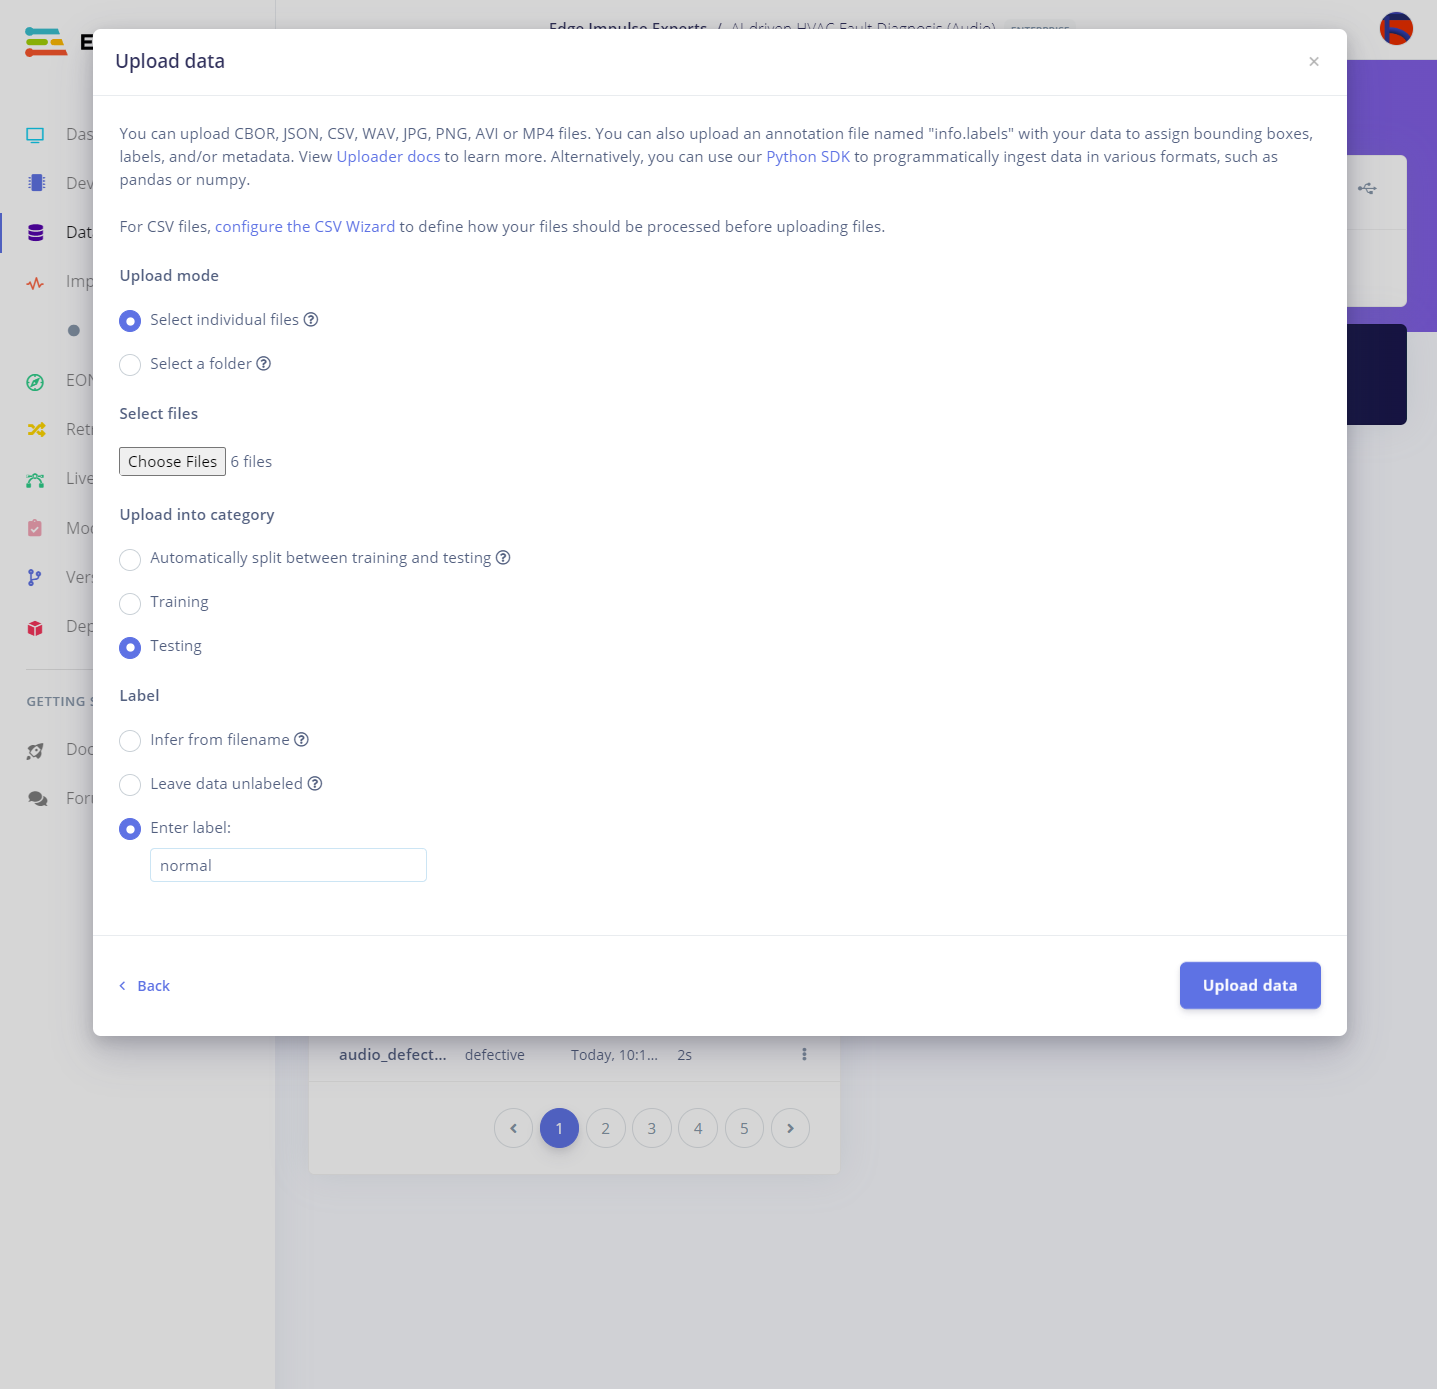 Edge Impulse Experts / AI-driven HVAC Fault Diagnosis (Audio) ENTERPRISE
Upload data
×
You can upload CBOR, JSON, CSV, WAV, JPG, PNG, AVI or MP4 files. You can also upload an annotation file named "info.labels" with your data to assign bounding boxes,
labels, and/or metadata. View Uploader docs to learn more. Alternatively, you can use our Python SDK to programmatically ingest data in various formats, such as
pandas or numpy.
For CSV files, configure the CSV Wizard to define how your files should be processed before uploading files.
Upload mode
Select individual files
Select a folder
Select files
Choose Files 6 files
Upload into category
Automatically split between training and testing
Training
Testing
Label
Infer from filename
Leave data unlabeled
Enter label:
normal
Back
Upload data
E
Das
Dev
Dat
Imp
EON
Retr
Live
Mod
Vers
Dep
GETTING S
Doc
For
audio_defect... defective Today, 10:1... 2s
1 2 3 4 5